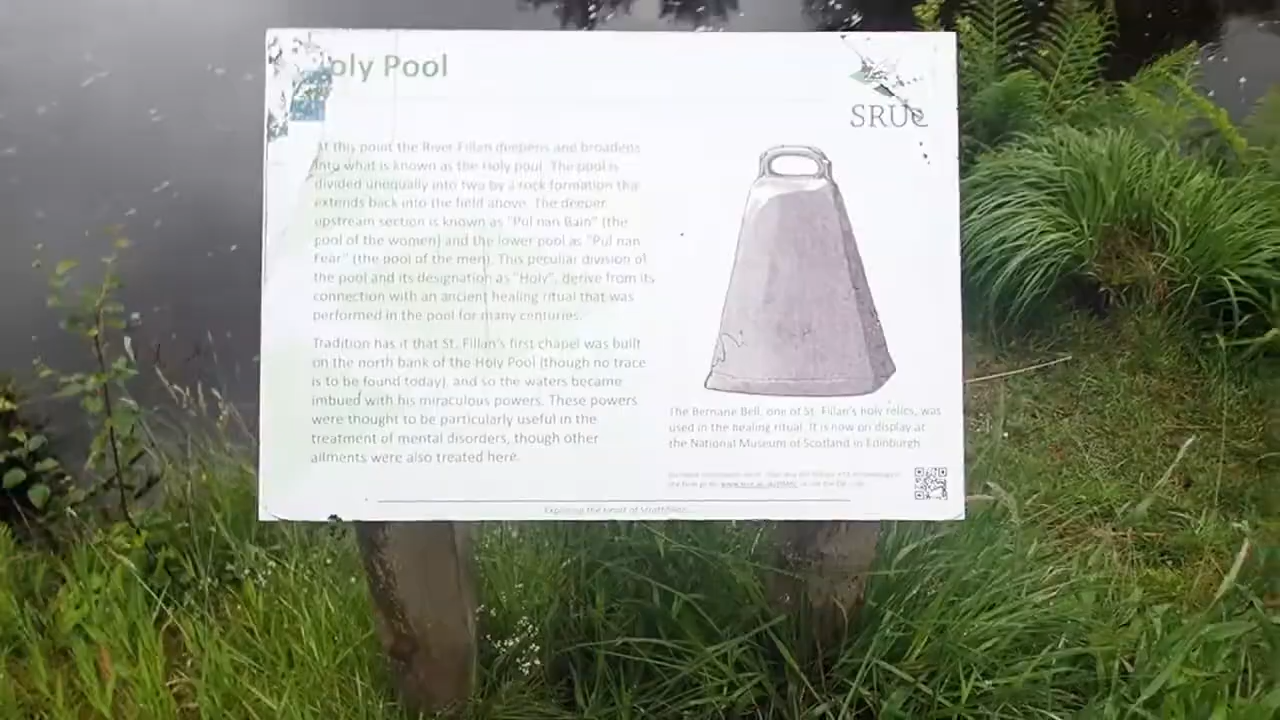 oly Pool
SRUC
At this point the River Fillan deepens and broadens
into what is known as the Holy pool. The pool is
divided unequally into two by a rock formation that
extends back into the field above. The deeper
upstream section is known as "Pul nan Bain" (the
pool of the women) and the lower pool as "Pul nan
Fear" (the pool of the men). This peculiar division of
the pool and its designation as "Holy", derive from its
connection with an ancient healing ritual that was
performed in the pool for many centuries.
Tradition has it that St. Fillan's first chapel was built
on the north bank of the Holy Pool (though no trace
is to be found today), and so the waters became
imbued with his miraculous powers. These powers
were thought to be particularly useful in the
treatment of mental disorders, though other
ailments were also treated here.
The Bernane Bell, one of St. Fillan's holy relics, was
used in the healing ritual. It is now on display at
the National Museum of Scotland in Edinburgh
Exploring the heart of Strathfillan